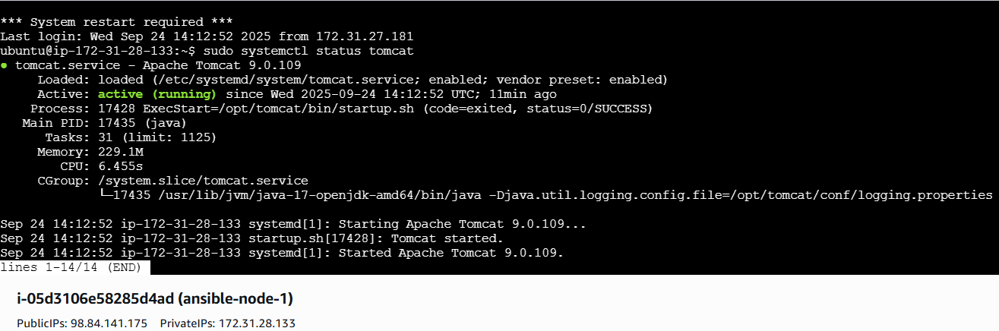 *** System restart required ***
Last login: Wed Sep 24 14:12:52 2025 from 172.31.27.181
ubuntu@ip-172-31-28-133:~$ sudo systemctl status tomcat
● tomcat.service - Apache Tomcat 9.0.109
     Loaded: loaded (/etc/systemd/system/tomcat.service; enabled; vendor preset: enabled)
     Active: active (running) since Wed 2025-09-24 14:12:52 UTC; 11min ago
    Process: 17428 ExecStart=/opt/tomcat/bin/startup.sh (code=exited, status=0/SUCCESS)
   Main PID: 17435 (java)
      Tasks: 31 (limit: 1125)
     Memory: 229.1M
        CPU: 6.455s
     CGroup: /system.slice/tomcat.service
             └─17435 /usr/lib/jvm/java-17-openjdk-amd64/bin/java -Djava.util.logging.config.file=/opt/tomcat/conf/logging.properties
Sep 24 14:12:52 ip-172-31-28-133 systemd[1]: Starting Apache Tomcat 9.0.109...
Sep 24 14:12:52 ip-172-31-28-133 startup.sh[17428]: Tomcat started.
Sep 24 14:12:52 ip-172-31-28-133 systemd[1]: Started Apache Tomcat 9.0.109.
lines 1-14/14 (END)
i-05d3106e58285d4ad (ansible-node-1)
PublicIPs: 98.84.141.175    PrivateIPs: 172.31.28.133